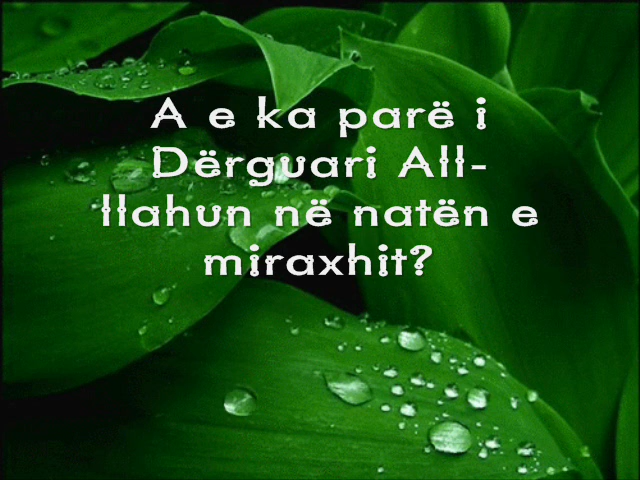 A e ka parë i
Dërguari All-
llahun në natën e
miraxhit?